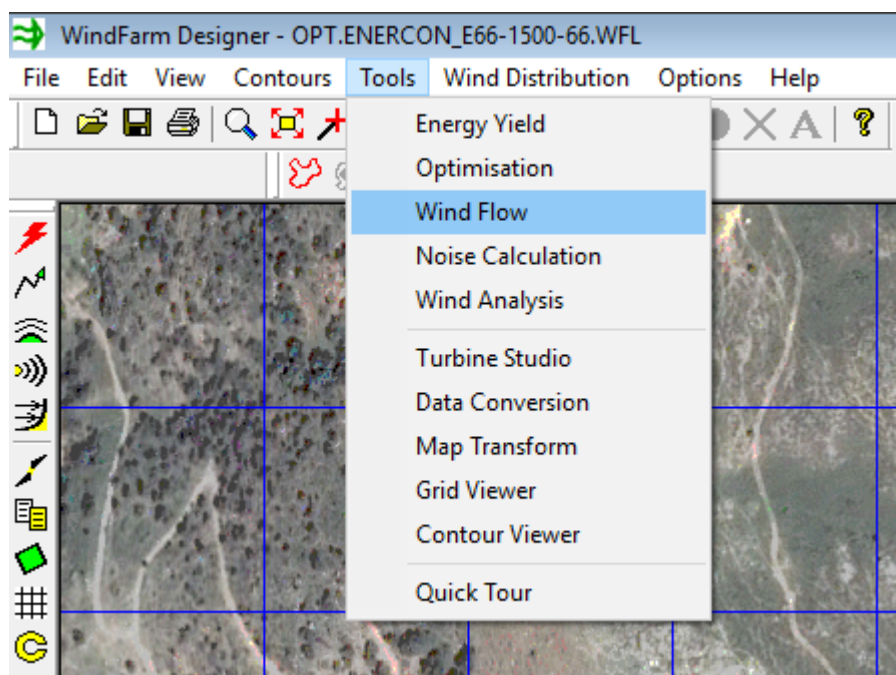 WindFarm Designer - OPT.ENERCON_E66-1500-66.WFL
File Edit View Contours Tools Wind Distribution Options Help
A ?
Energy Yield
Optimisation
Wind Flow
Noise Calculation
Wind Analysis
Turbine Studio
Data Conversion
Map Transform
Grid Viewer
Contour Viewer
Quick Tour